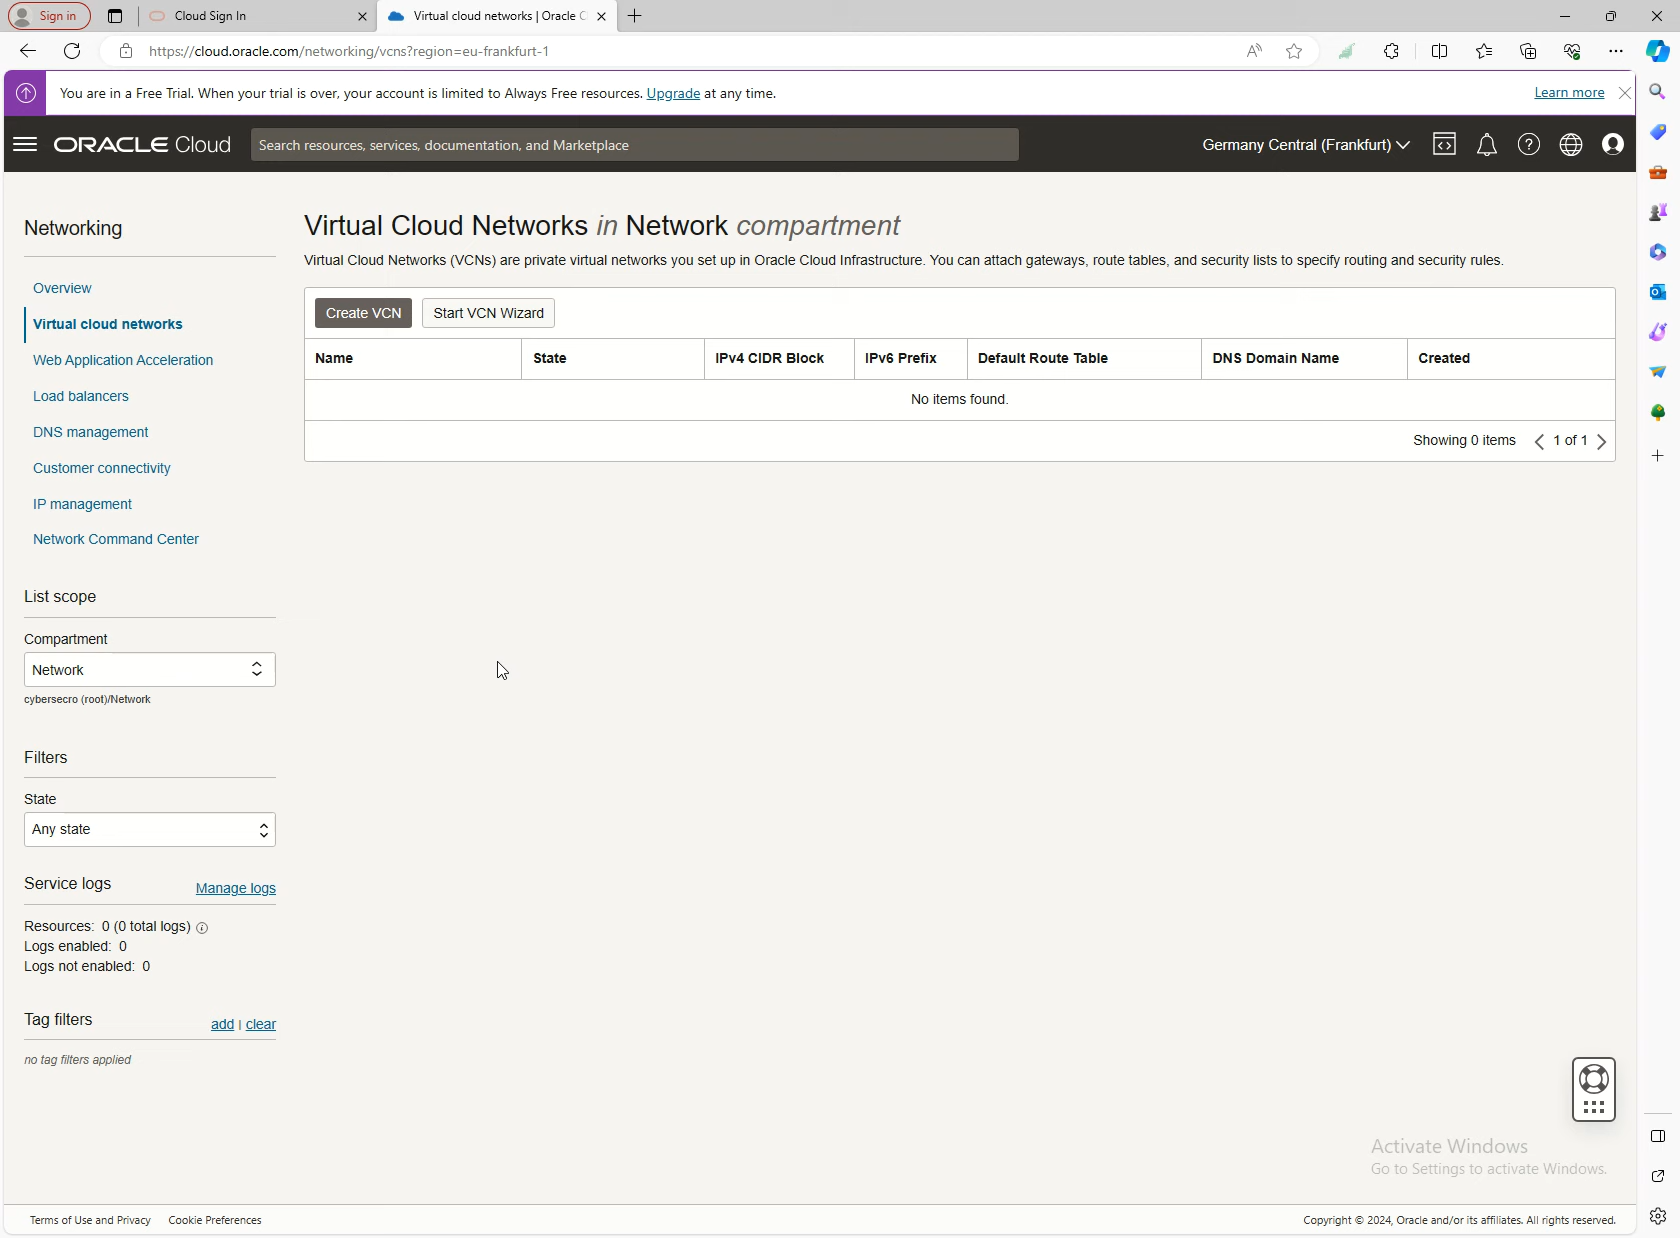 Sign in
Cloud Sign In
Virtual cloud networks | Oracle C
https://cloud.oracle.com/networking/vcns?region=eu-frankfurt-1
You are in a Free Trial. When your trial is over, your account is limited to Always Free resources. Upgrade at any time.
Learn more
ORACLE Cloud
Search resources, services, documentation, and Marketplace
Germany Central (Frankfurt)
Networking
Overview
Virtual cloud networks
Web Application Acceleration
Load balancers
DNS management
Customer connectivity
IP management
Network Command Center
List scope
Compartment
Network
cybersecro (root)/Network
Filters
State
Any state
Service logs
Manage logs
Resources: 0 (0 total logs)
Logs enabled: 0
Logs not enabled: 0
Tag filters
add | clear
no tag filters applied
Virtual Cloud Networks in Network compartment
Virtual Cloud Networks (VCNs) are private virtual networks you set up in Oracle Cloud Infrastructure. You can attach gateways, route tables, and security lists to specify routing and security rules.
Create VCN
Start VCN Wizard
Name
State
IPv4 CIDR Block
IPv6 Prefix
Default Route Table
DNS Domain Name
Created
No items found.
Showing 0 items
1 of 1
Activate Windows
Go to Settings to activate Windows.
Terms of Use and Privacy
Cookie Preferences
Copyright © 2024, Oracle and/or its affiliates. All rights reserved.